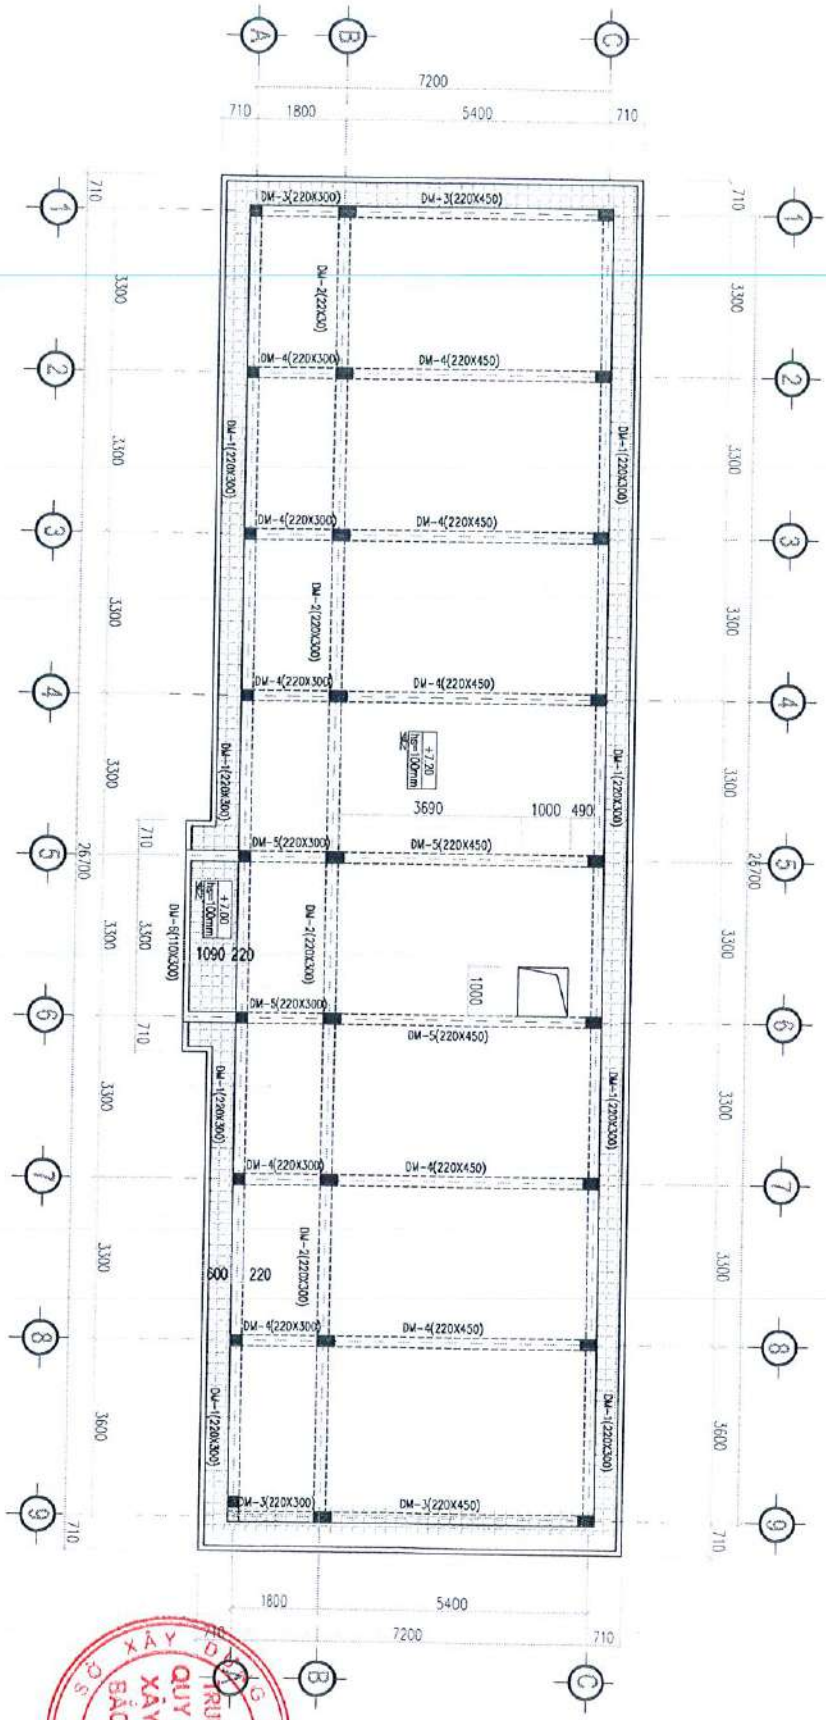 A
B
C
7200
710
1800
5400
710
710
710
1
1
DM-3(220X300)
DM-3(220X450)
3300
3300
DM-2(22X30)
2
2
DM-4(220X300)
DM-4(220X450)
3300
3300
DM-1(220X300)
DM-1(220X300)
3
3
DM-4(220X300)
DM-4(220X450)
3300
3300
DM-2(220X300)
4
4
DM-4(220X300)
DM-4(220X450)
+7.20
hs=100mm
3300
3300
DM-1(220X300)
DM-1(220X300)
3690
1000
490
710
5
5
26700
26700
DM-5(220X300)
DM-5(220X450)
+7.00
hs=100mm
3300
3300
3300
DM-6(110X300)
DM-2(220X300)
1090
220
1000
6
6
DM-5(220X300)
DM-5(220X450)
710
3300
3300
DM-1(220X300)
DM-1(220X300)
7
7
DM-4(220X300)
DM-4(220X450)
3300
3300
DM-2(220X300)
600
220
8
8
DM-4(220X300)
DM-4(220X450)
3600
3600
DM-1(220X300)
DM-1(220X300)
9
9
DM-3(220X300)
DM-3(220X450)
710
710
1800
5400
710
7200
710
A
B
C
SỞ XÂY DỰNG
QUY
XÂY